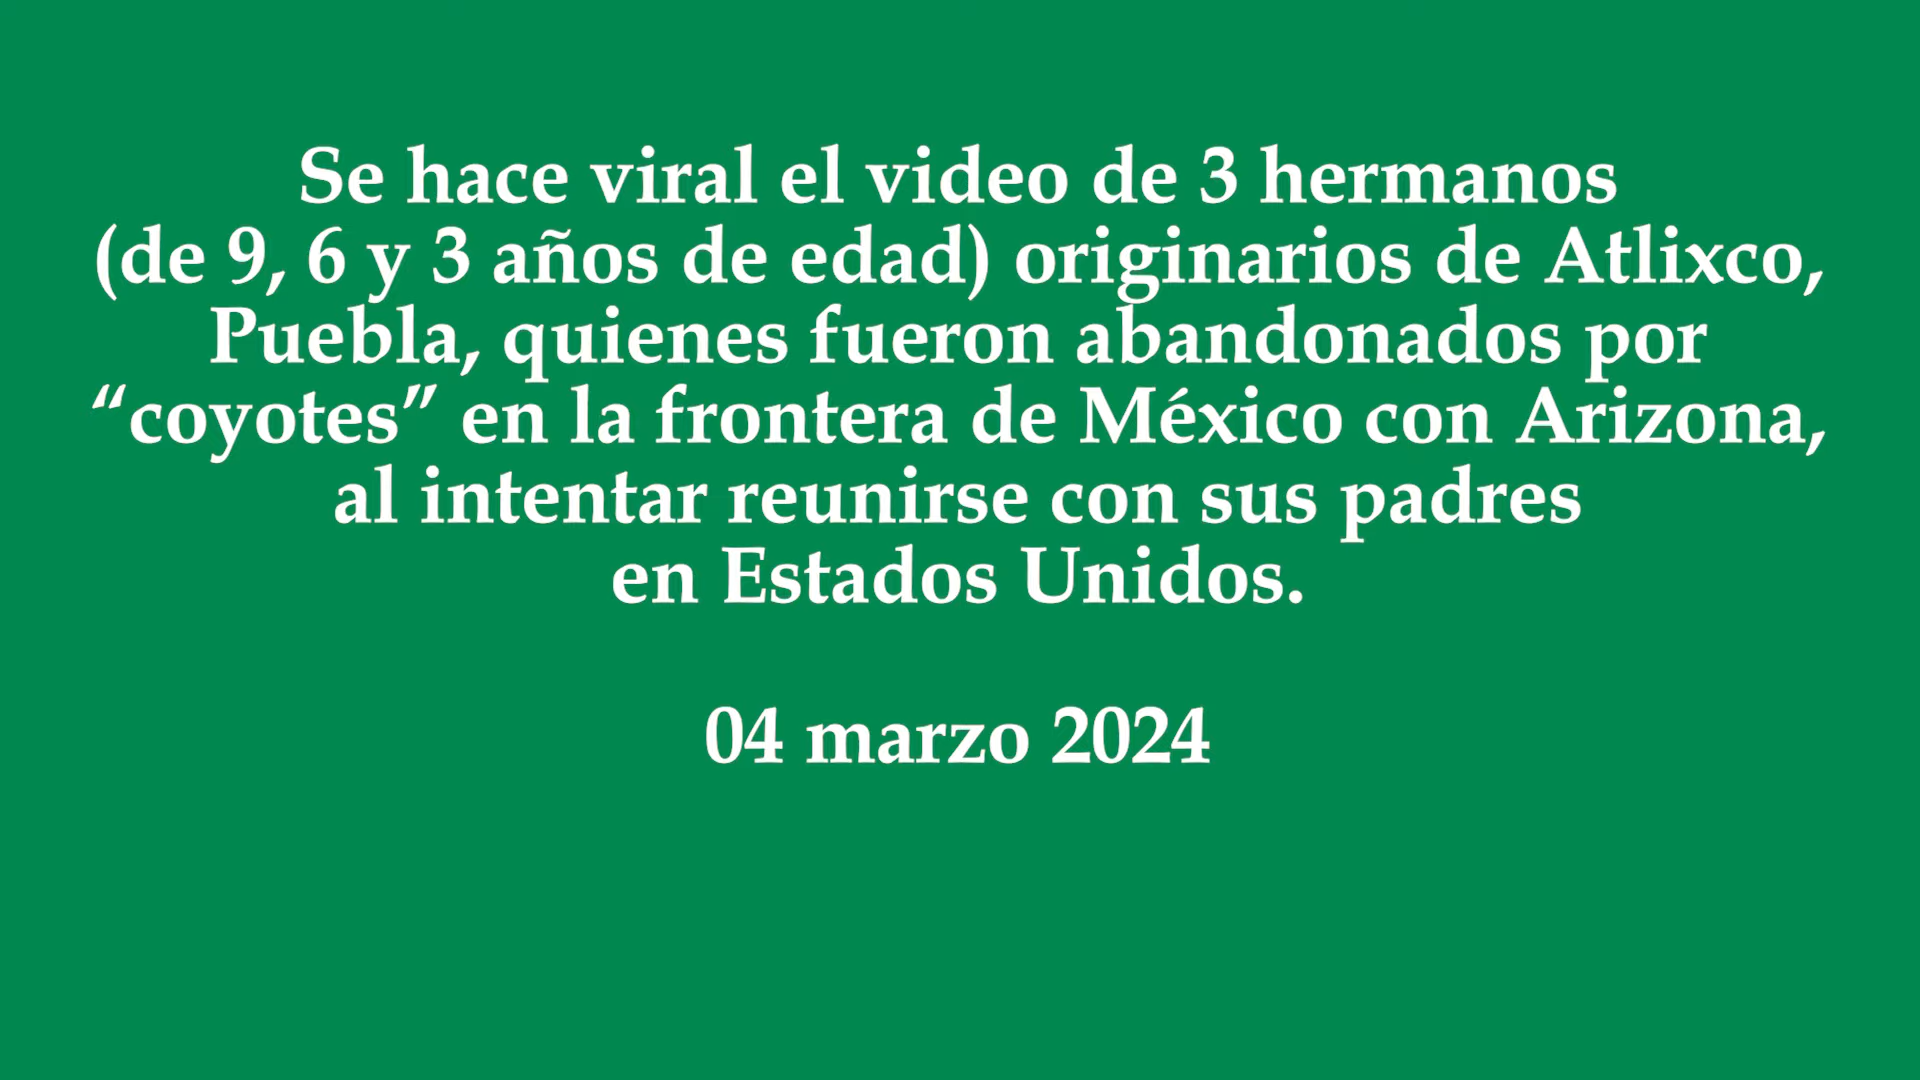 Se hace viral el video de 3 hermanos
(de 9, 6 y 3 años de edad) originarios de Atlixco,
Puebla, quienes fueron abandonados por
“coyotes” en la frontera de México con Arizona,
al intentar reunirse con sus padres
en Estados Unidos.
04 marzo 2024